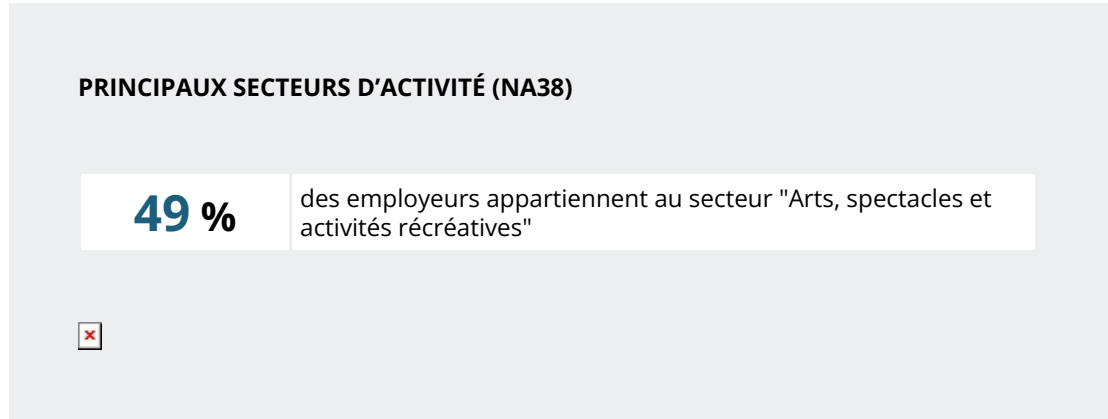 PRINCIPAUX SECTEURS D’ACTIVITÉ (NA38)
49 %
des employeurs appartiennent au secteur "Arts, spectacles et
activités récréatives"